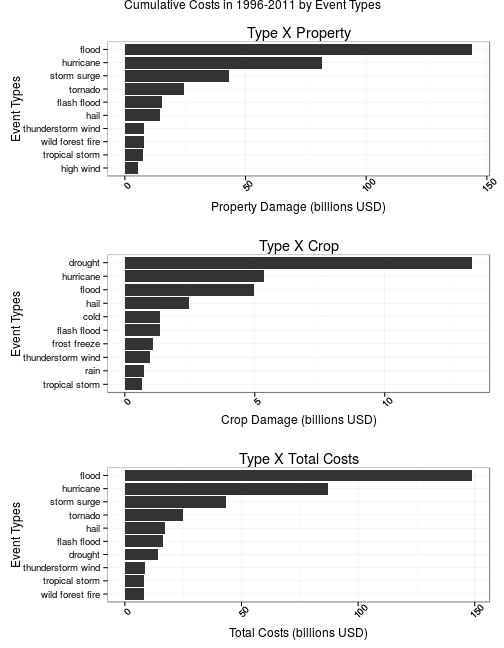 Cumulative Costs in 1996-2011 by Event Types
Type X Property
Event Types
flood
hurricane
storm surge
tornado
flash flood
hail
thunderstorm wind
wild forest fire
tropical storm
high wind
0 50 100 150
Property Damage (billions USD)
Type X Crop
Event Types
drought
hurricane
flood
hail
cold
flash flood
frost freeze
thunderstorm wind
rain
tropical storm
0 5 10
Crop Damage (billions USD)
Type X Total Costs
Event Types
flood
hurricane
storm surge
tornado
hail
flash flood
drought
thunderstorm wind
tropical storm
wild forest fire
0 50 100 150
Total Costs (billions USD)